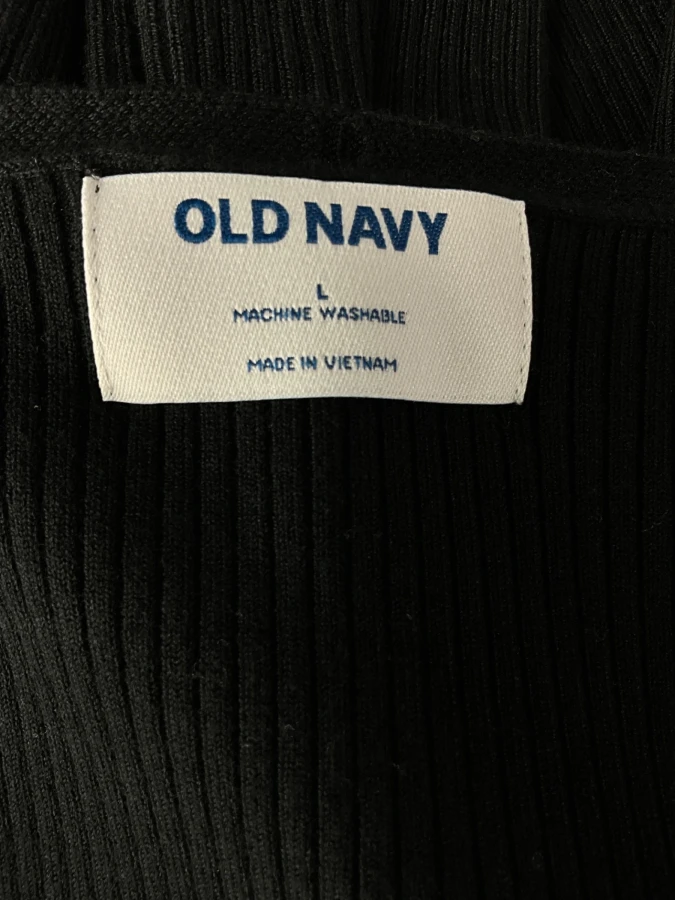 OLD NAVY
L
MACHINE WASHABLE
MADE IN VIETNAM